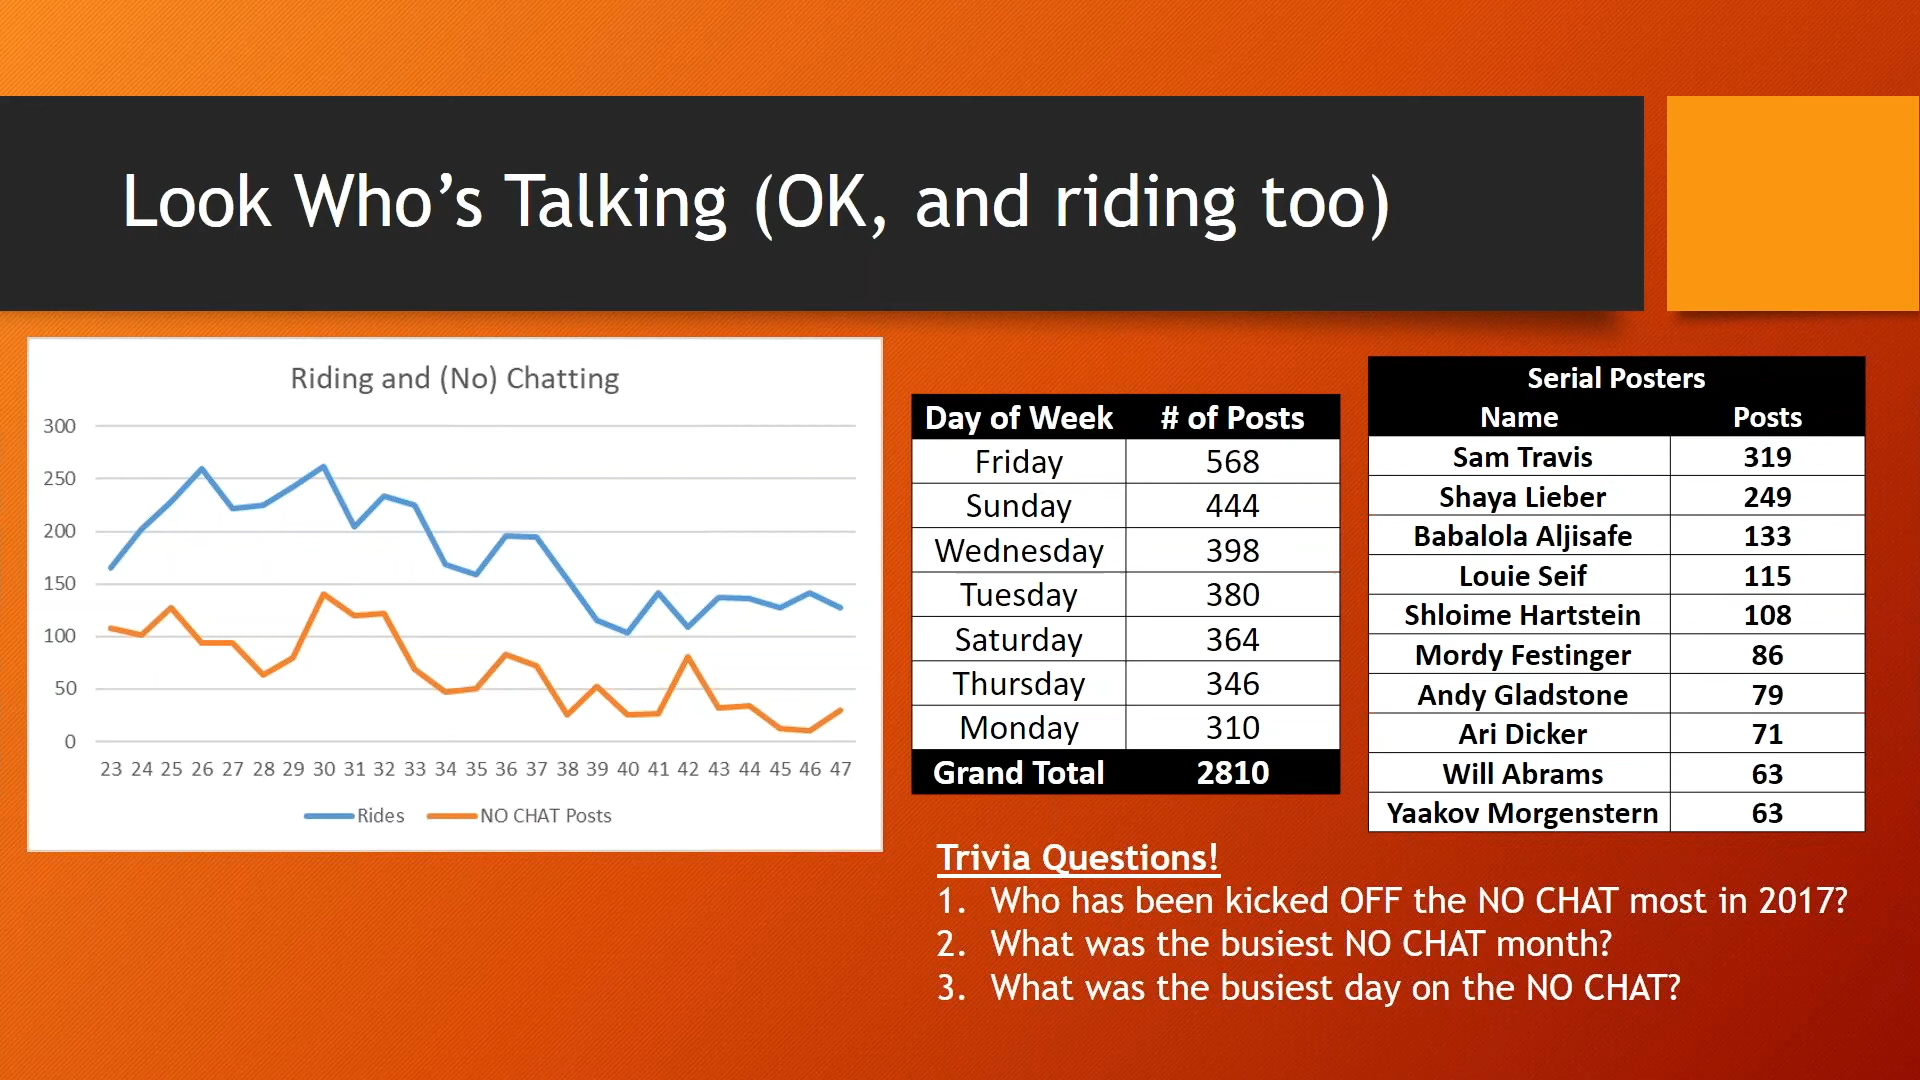 Look Who’s Talking (OK, and riding too)
Riding and (No) Chatting
300
250
200
150
100
50
0
23 24 25 26 27 28 29 30 31 32 33 34 35 36 37 38 39 40 41 42 43 44 45 46 47
Rides NO CHAT Posts
Day of Week # of Posts
Friday 568
Sunday 444
Wednesday 398
Tuesday 380
Saturday 364
Thursday 346
Monday 310
Grand Total 2810
Serial Posters
Name Posts
Sam Travis 319
Shaya Lieber 249
Babalola Aljisafe 133
Louie Seif 115
Shloime Hartstein 108
Mordy Festinger 86
Andy Gladstone 79
Ari Dicker 71
Will Abrams 63
Yaakov Morgenstern 63
Trivia Questions!
1. Who has been kicked OFF the NO CHAT most in 2017?
2. What was the busiest NO CHAT month?
3. What was the busiest day on the NO CHAT?